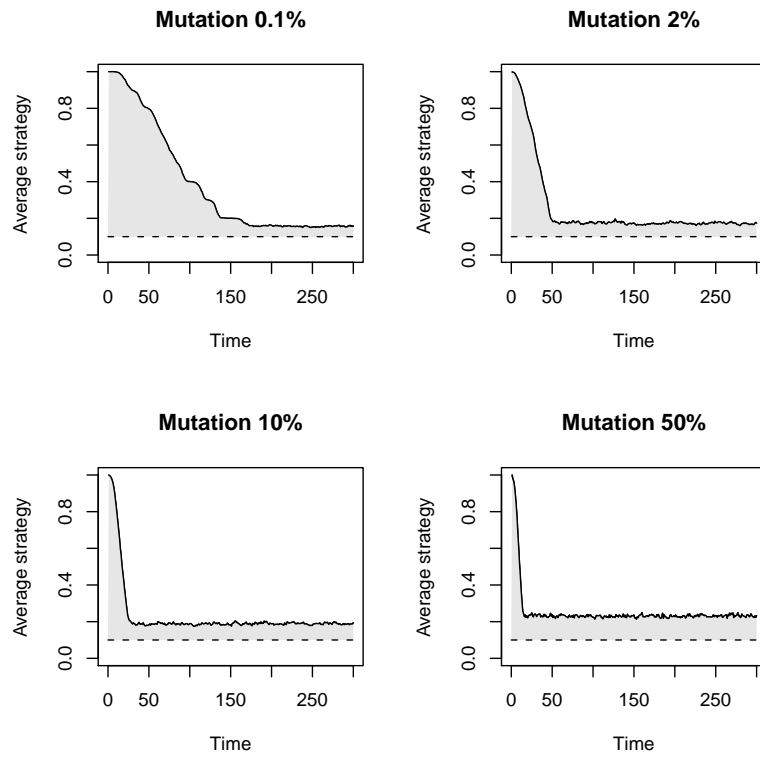 Mutation 0.1%
Average strategy
0.0 0.4 0.8
0 50 150 250
Time
Mutation 2%
Average strategy
0.0 0.4 0.8
0 50 150 250
Time
Mutation 10%
Average strategy
0.0 0.4 0.8
0 50 150 250
Time
Mutation 50%
Average strategy
0.0 0.4 0.8
0 50 150 250
Time